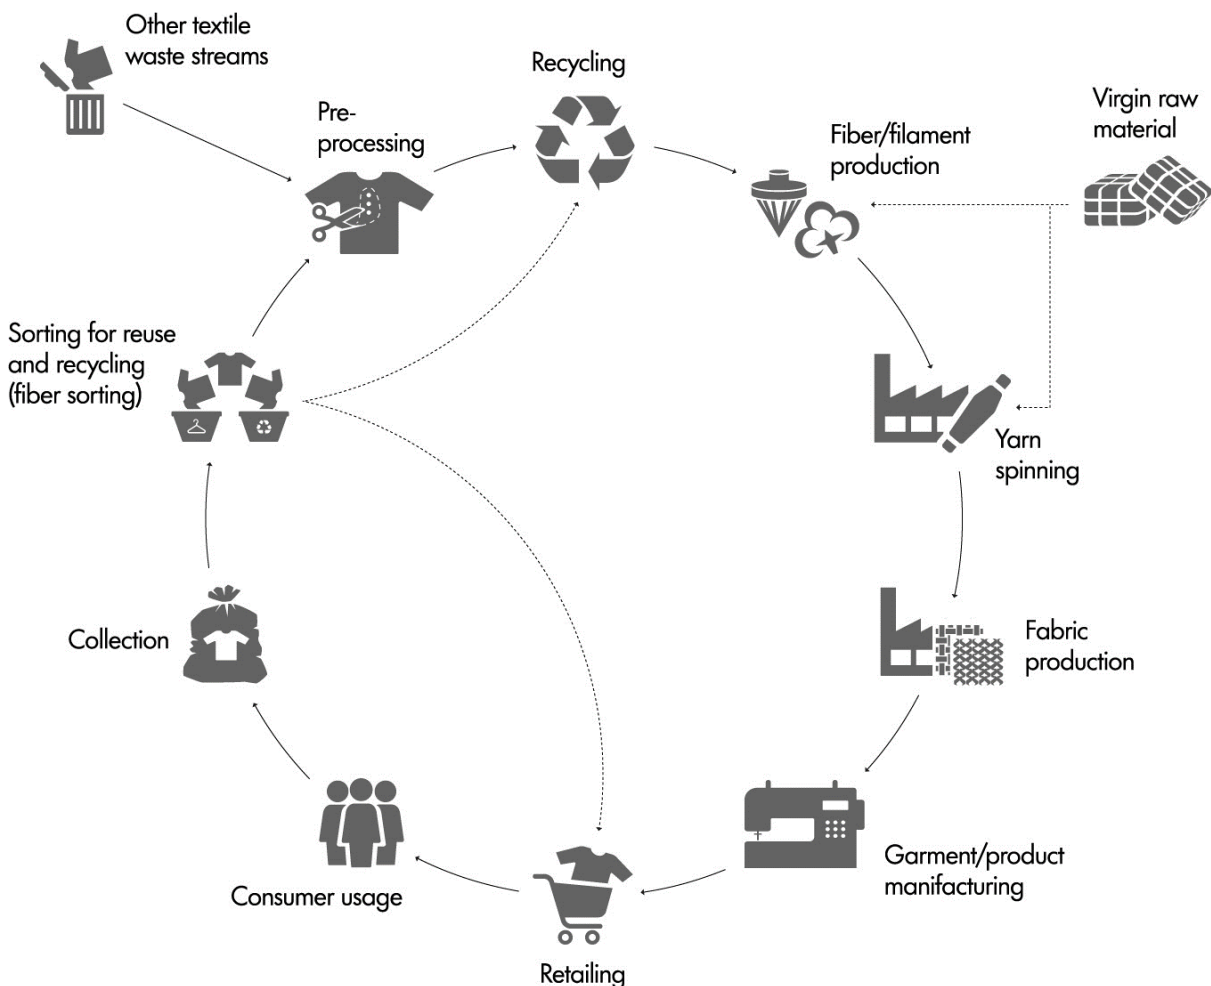 Other textile
waste streams
Recycling
Virgin raw
material
Pre-
processing
Fiber/filament
production
Sorting for reuse
and recycling
(fiber sorting)
Yarn
spinning
Collection
Fabric
production
Garment/product
manifacturing
Consumer usage
Retailing